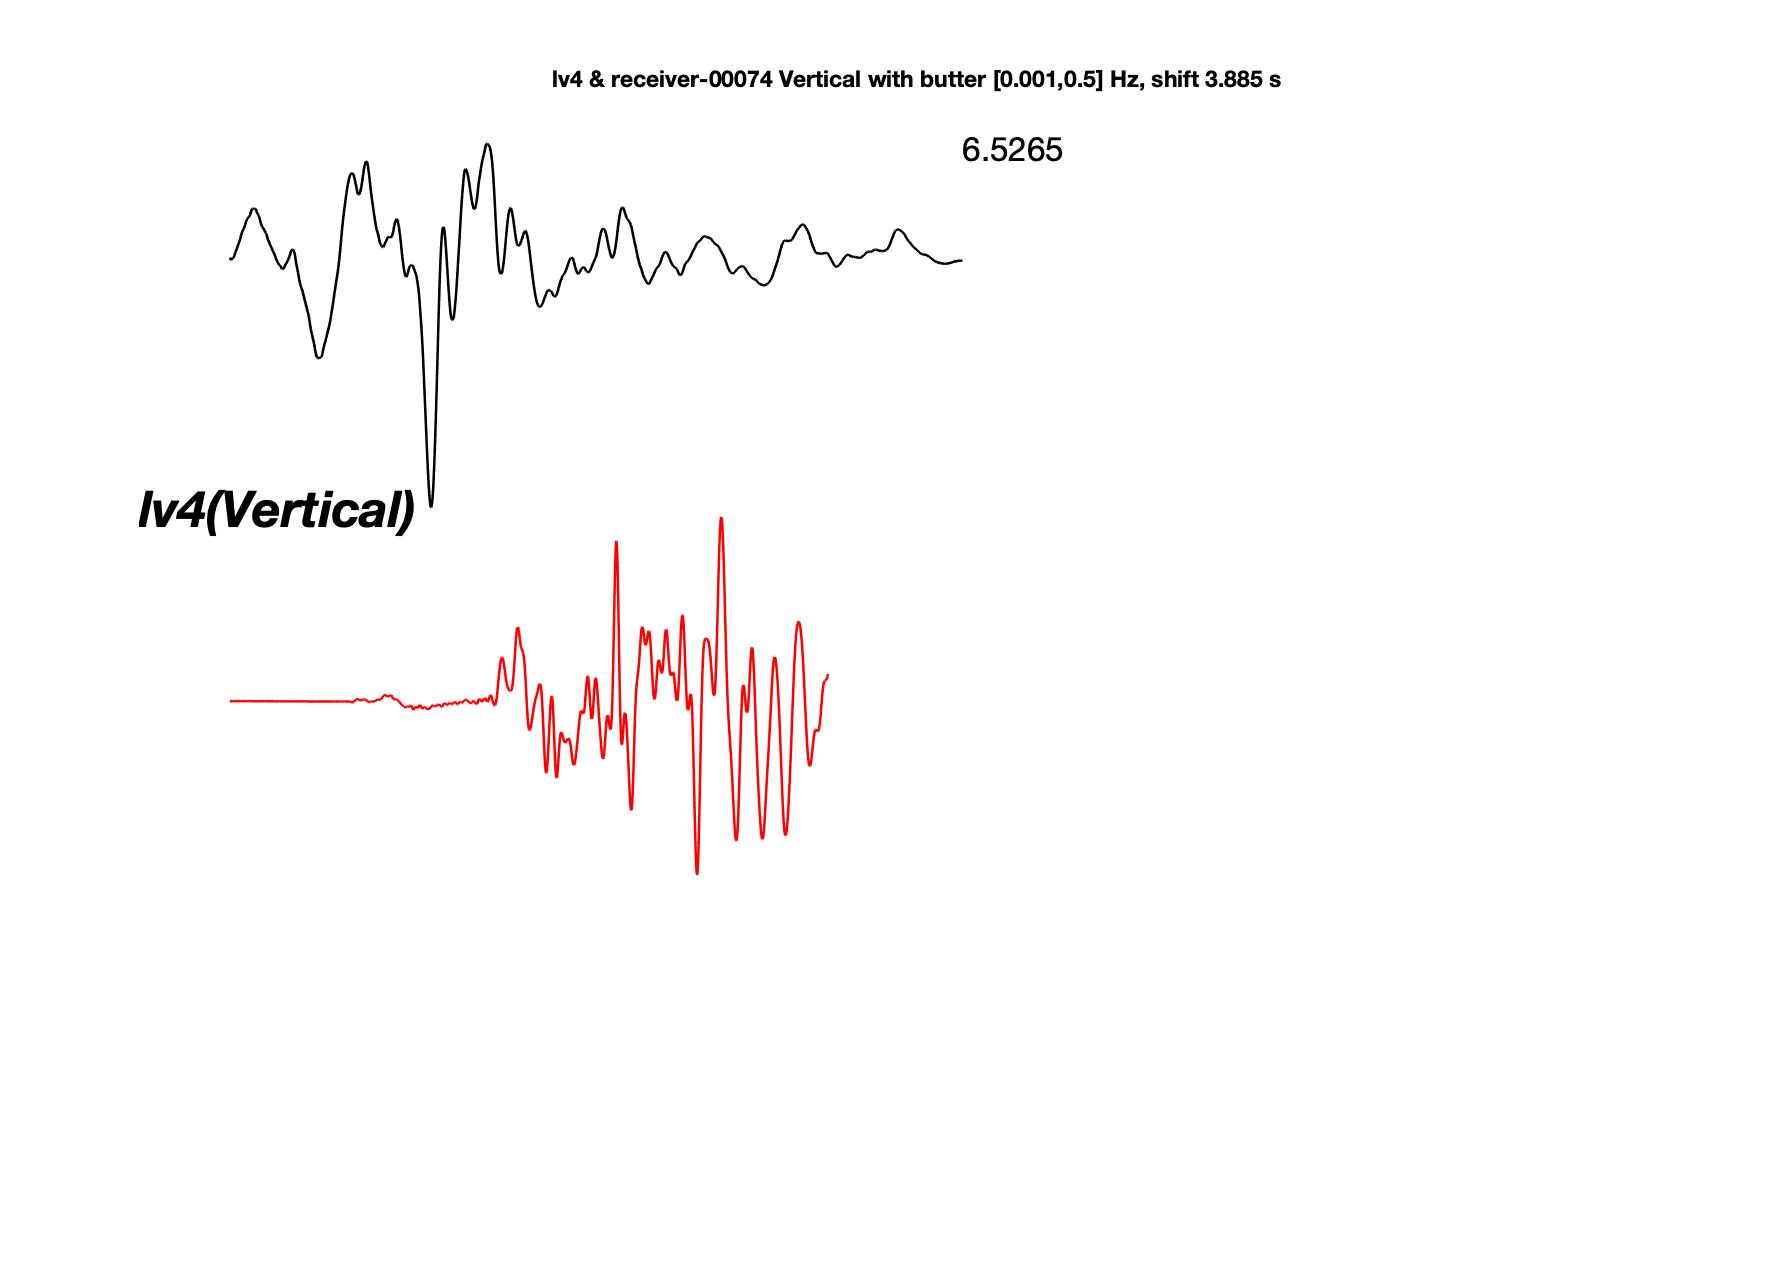 lv4 & receiver-00074 Vertical with butter [0.001,0.5] Hz, shift 3.885 s
6.5265
lv4(Vertical)